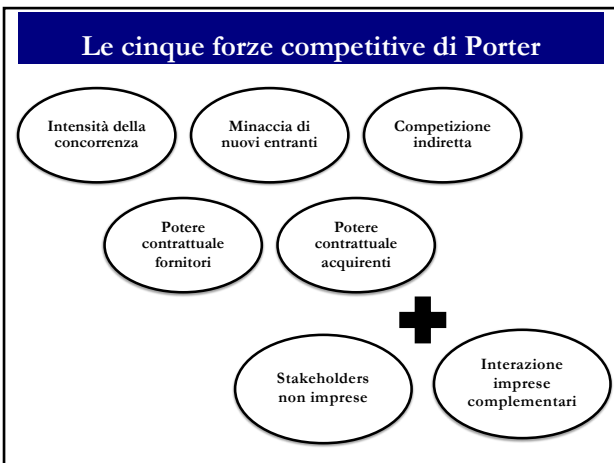 Le cinque forze competitive di Porter
Intensità della
concorrenza
Minaccia di
nuovi entranti
Competizione
indiretta
Potere
contrattuale
fornitori
Potere
contrattuale
acquirenti
Stakeholders
non imprese
Interazione
imprese
complementari